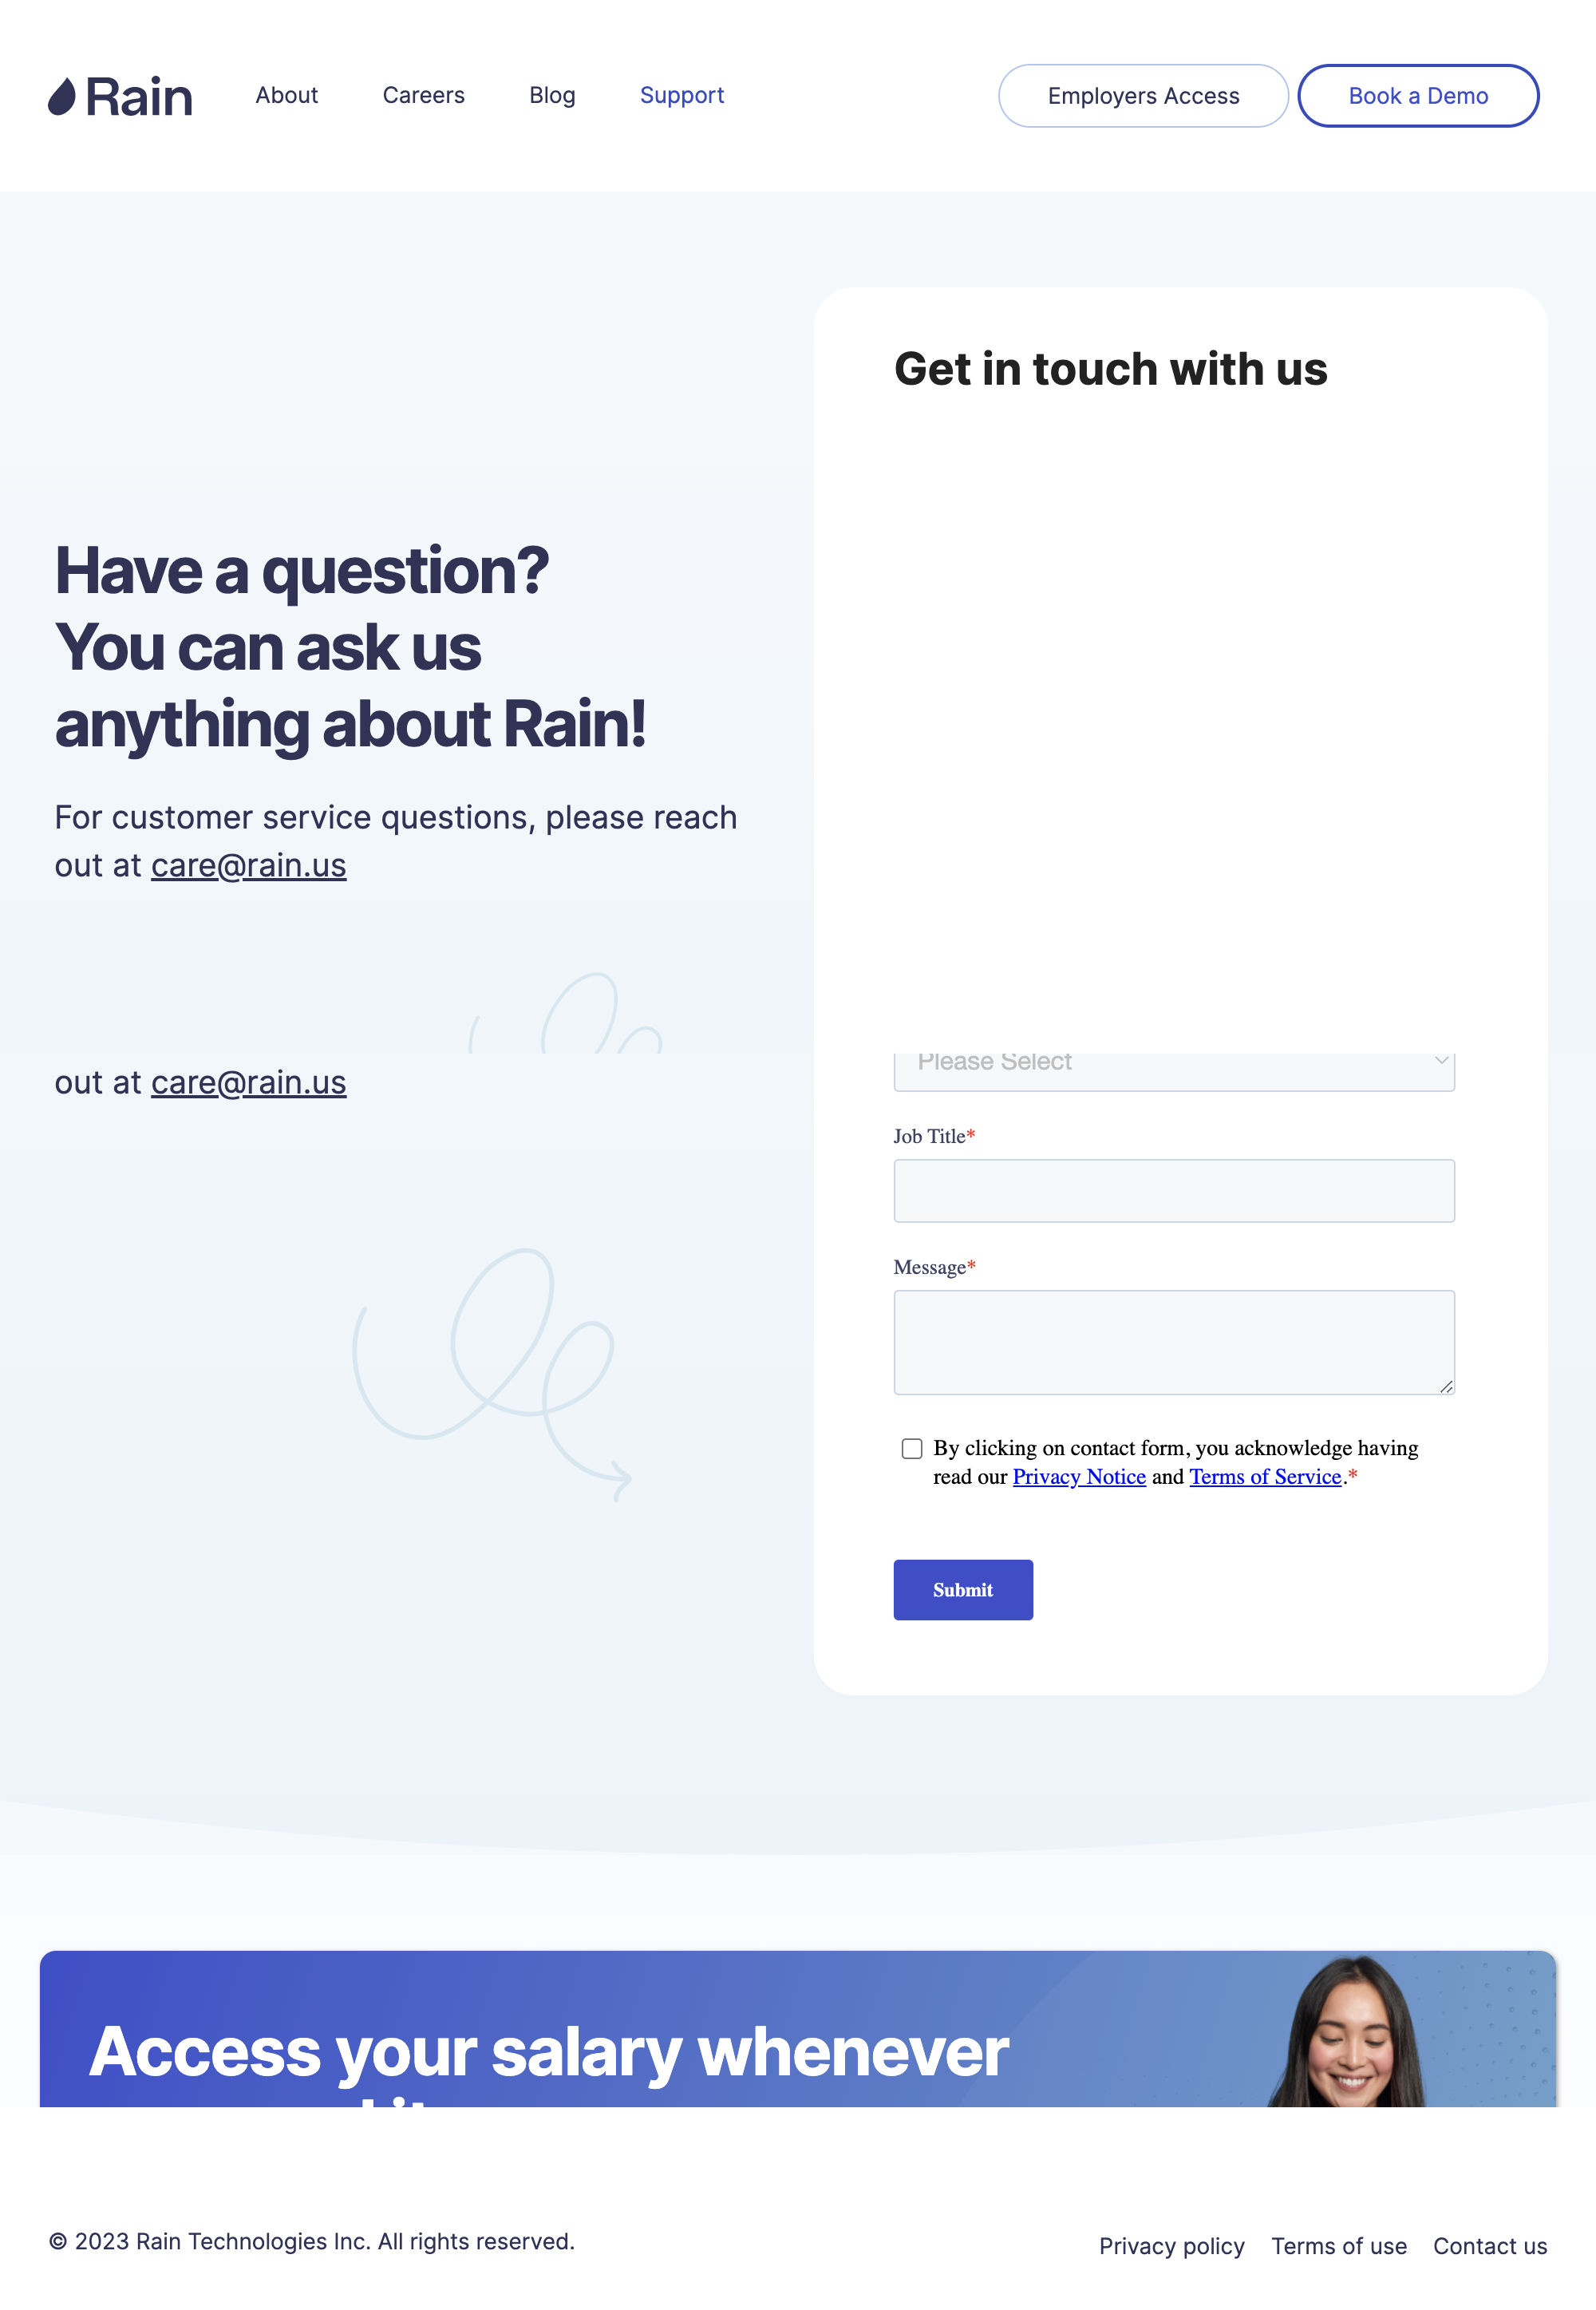 Rain
About
Careers
Blog
Support
Employers Access
Book a Demo
Get in touch with us
Have a question?
You can ask us
anything about Rain!
For customer service questions, please reach
out at care@rain.us
out at care@rain.us
Please Select
Job Title*
Message*
By clicking on contact form, you acknowledge having
read our Privacy Notice and Terms of Service.*
Submit
Access your salary whenever
© 2023 Rain Technologies Inc. All rights reserved.
Privacy policy
Terms of use
Contact us